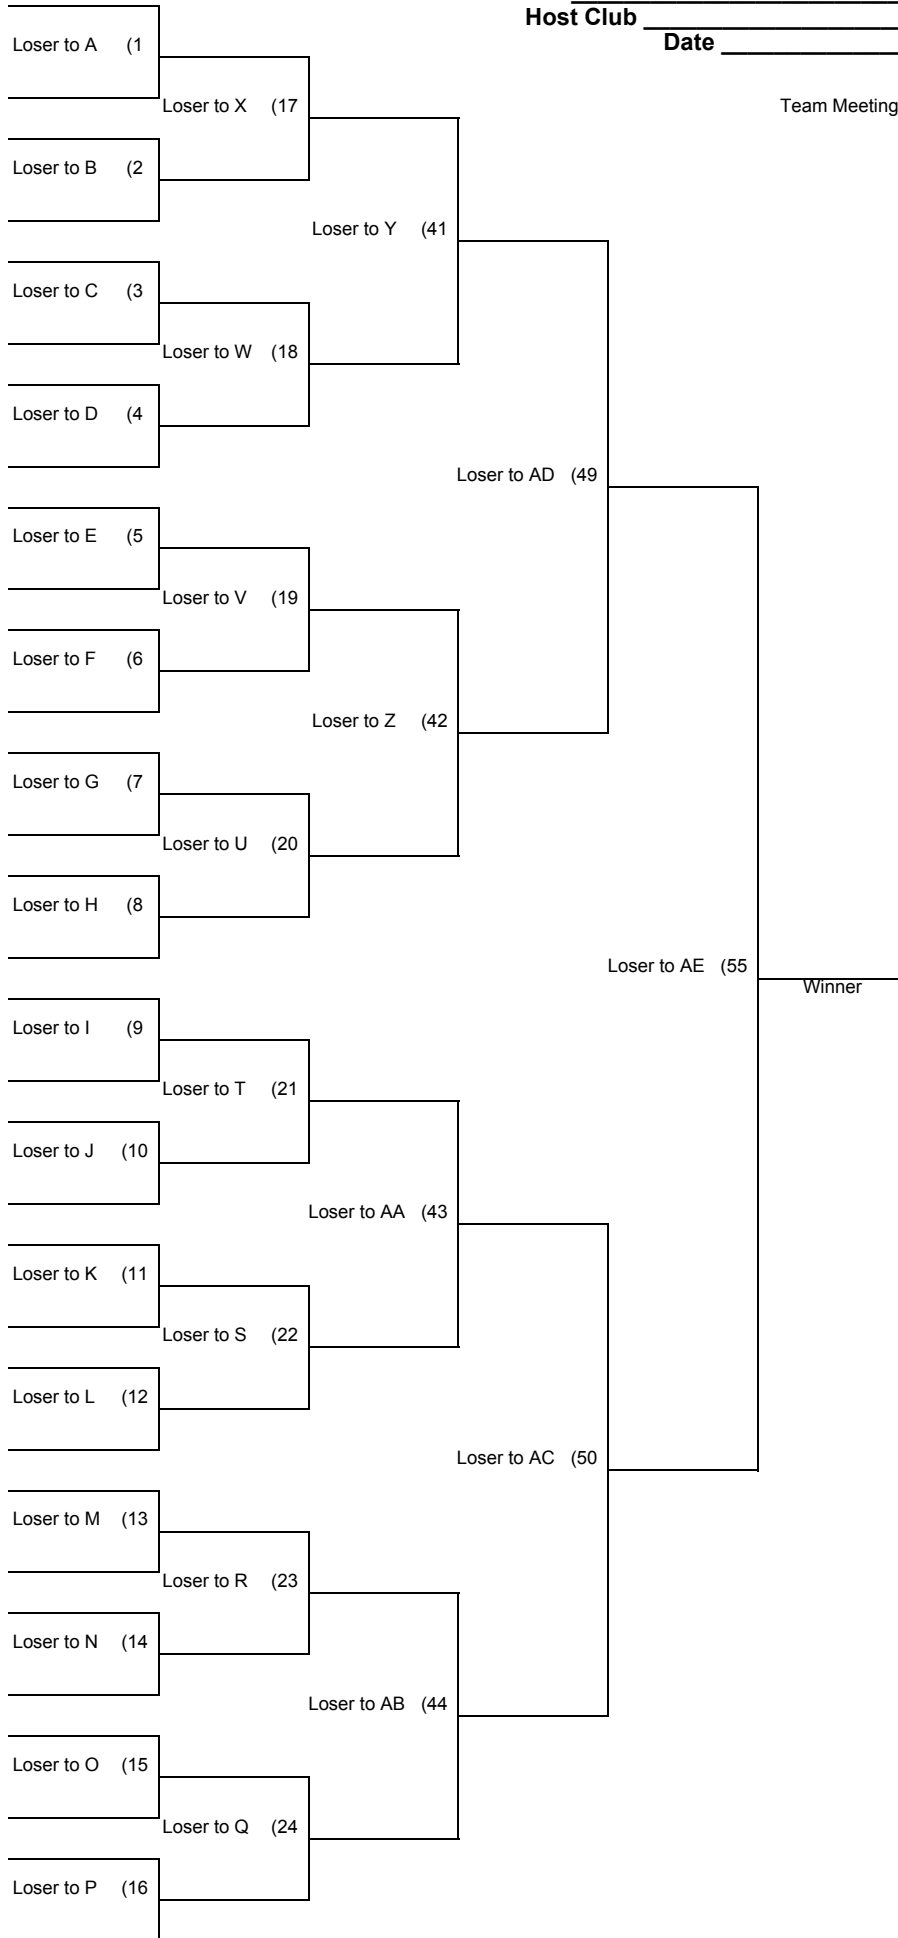 Host Club
Date
Team Meeting
Loser to A (1
Loser to X (17
Loser to B (2
Loser to Y (41
Loser to C (3
Loser to W (18
Loser to D (4
Loser to AD (49
Loser to E (5
Loser to V (19
Loser to F (6
Loser to Z (42
Loser to G (7
Loser to U (20
Loser to H (8
Loser to AE (55
Winner
Loser to I (9
Loser to T (21
Loser to J (10
Loser to AA (43
Loser to K (11
Loser to S (22
Loser to L (12
Loser to AC (50
Loser to M (13
Loser to R (23
Loser to N (14
Loser to AB (44
Loser to O (15
Loser to Q (24
Loser to P (16